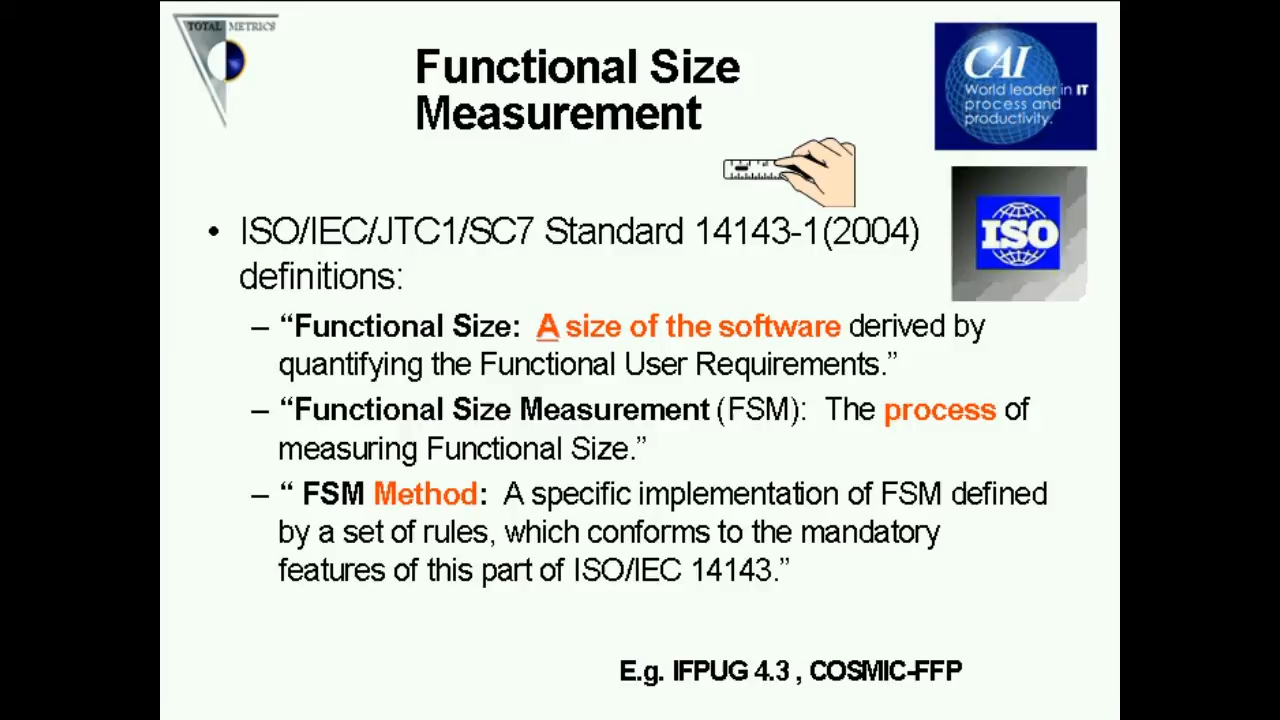 TOTAL METRICS
Functional Size
Measurement
CAI
World leader in IT
process and
productivity.
ISO
• ISO/IEC/JTC1/SC7 Standard 14143-1(2004)
definitions:
– “Functional Size:  A size of the software derived by
quantifying the Functional User Requirements.”
– “Functional Size Measurement (FSM):  The process of
measuring Functional Size.”
– “ FSM Method:  A specific implementation of FSM defined
by a set of rules, which conforms to the mandatory
features of this part of ISO/IEC 14143.”
E.g. IFPUG 4.3 , COSMIC-FFP